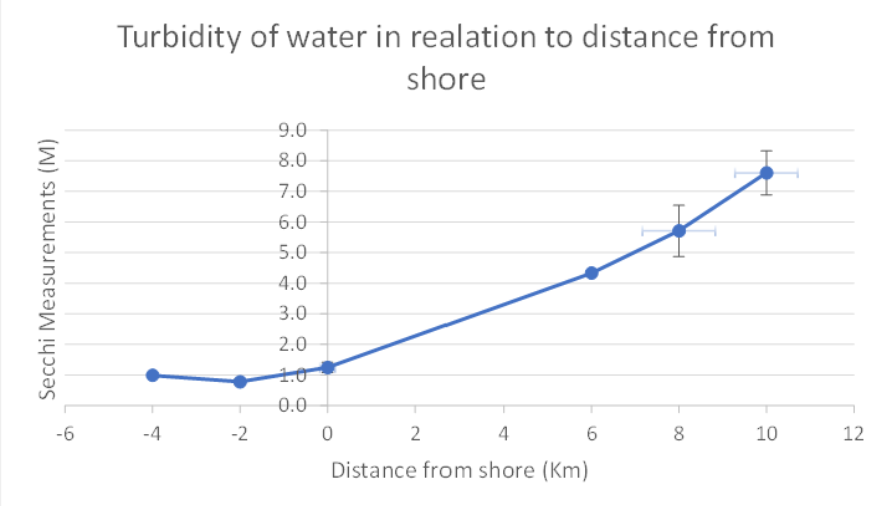 Turbidity of water in realation to distance from
shore
Secchi Measurements (M)
9.0
8.0
7.0
6.0
5.0
4.0
3.0
2.0
1.0
0.0
-6 -4 -2 0 2 4 6 8 10 12
Distance from shore (Km)